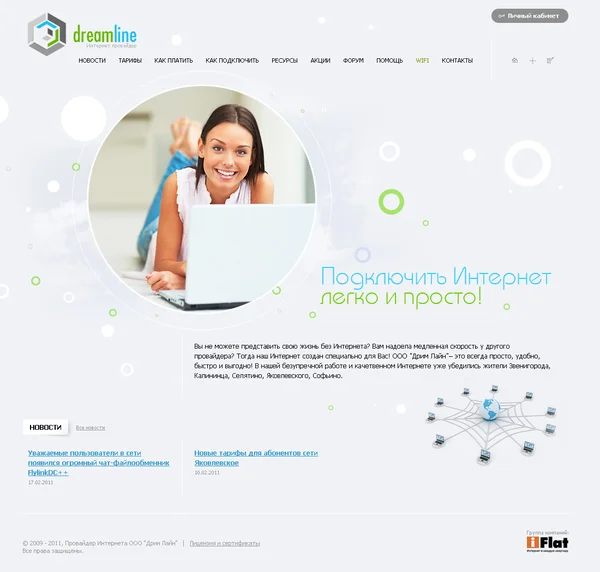 Личный кабинет
dreamline
Интернет провайдер
НОВОСТИ ТАРИФЫ КАК ПЛАТИТЬ КАК ПОДКЛЮЧИТЬ РЕСУРСЫ АКЦИИ ФОРУМ ПОМОЩЬ WIFI КОНТАКТЫ
Подключить Интернет
легко и просто!
Вы не можете представить свою жизнь без Интернета? Вам надоела медленная скорость у другого
провайдера? Тогда наш Интернет создан специально для Вас! ООО "Дрим Лайн"– это всегда просто, удобно,
быстро и выгодно! В нашей безупречной работе и качетвенном Интернете уже убедились жители Звенигорода,
Калининца, Селятино, Яковлевского, Софьино.
НОВОСТИ Все новости
Уважаемые пользователи в сети
появился огромный чат-файлообменник
FlylinkDC++
17.02.2011
Новые тарифы для абонентов сети
Яковлевское
10.02.2011
© 2009 - 2011, Провайдер Интернета ООО "Дрим Лайн" | Лицензия и сертификаты
Все права защищены.
Группа компаний:
iFlat
Интернет в каждую квартиру